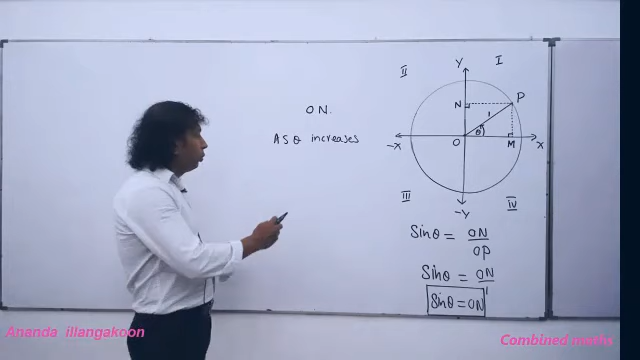 Y
I
II
P
N
1
ON.
AS θ increases
θ
-X
O
M
X
III
-Y
IV
Sinθ = ON
OP
Sinθ = ON
1
Sinθ = ON
Ananda illangakoon
Combined maths